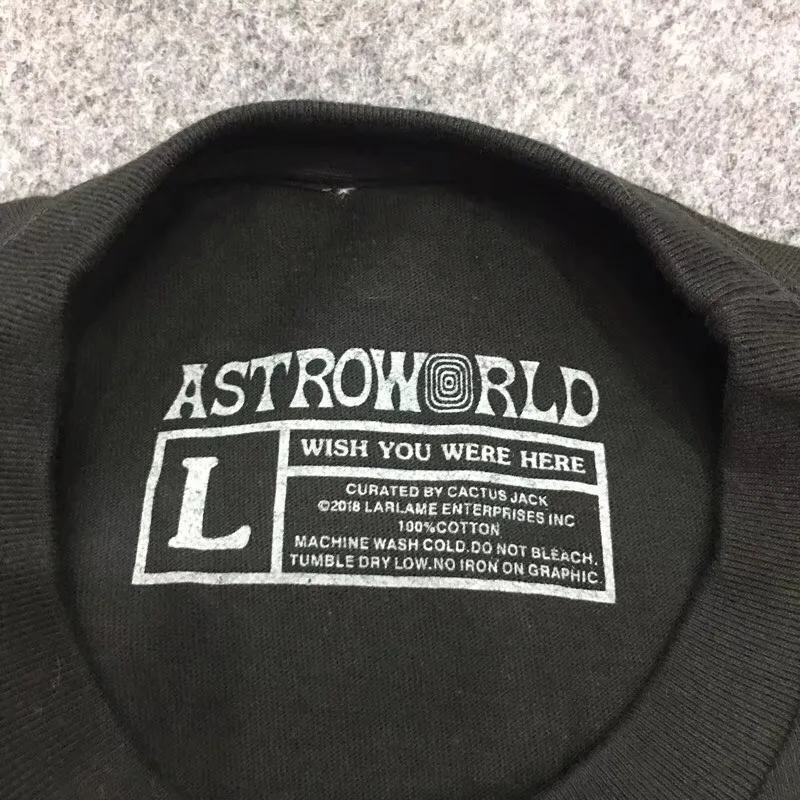 ASTROWORLD
L
WISH YOU WERE HERE
CURATED BY CACTUS JACK
©2018 LARLAME ENTERPRISES INC
100%COTTON
MACHINE WASH COLD.DO NOT BLEACH.
TUMBLE DRY LOW.NO IRON ON GRAPHIC